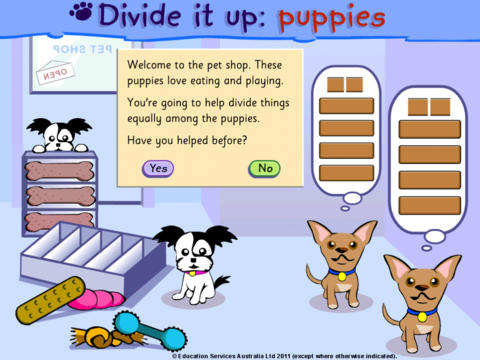 Divide it up: puppies
PET SHOP
OPEN
Welcome to the pet shop. These
puppies love eating and playing.
You're going to help divide things
equally among the puppies.
Have you helped before?
Yes
No
© Education Services Australia Ltd 2011 (except where otherwise indicated).